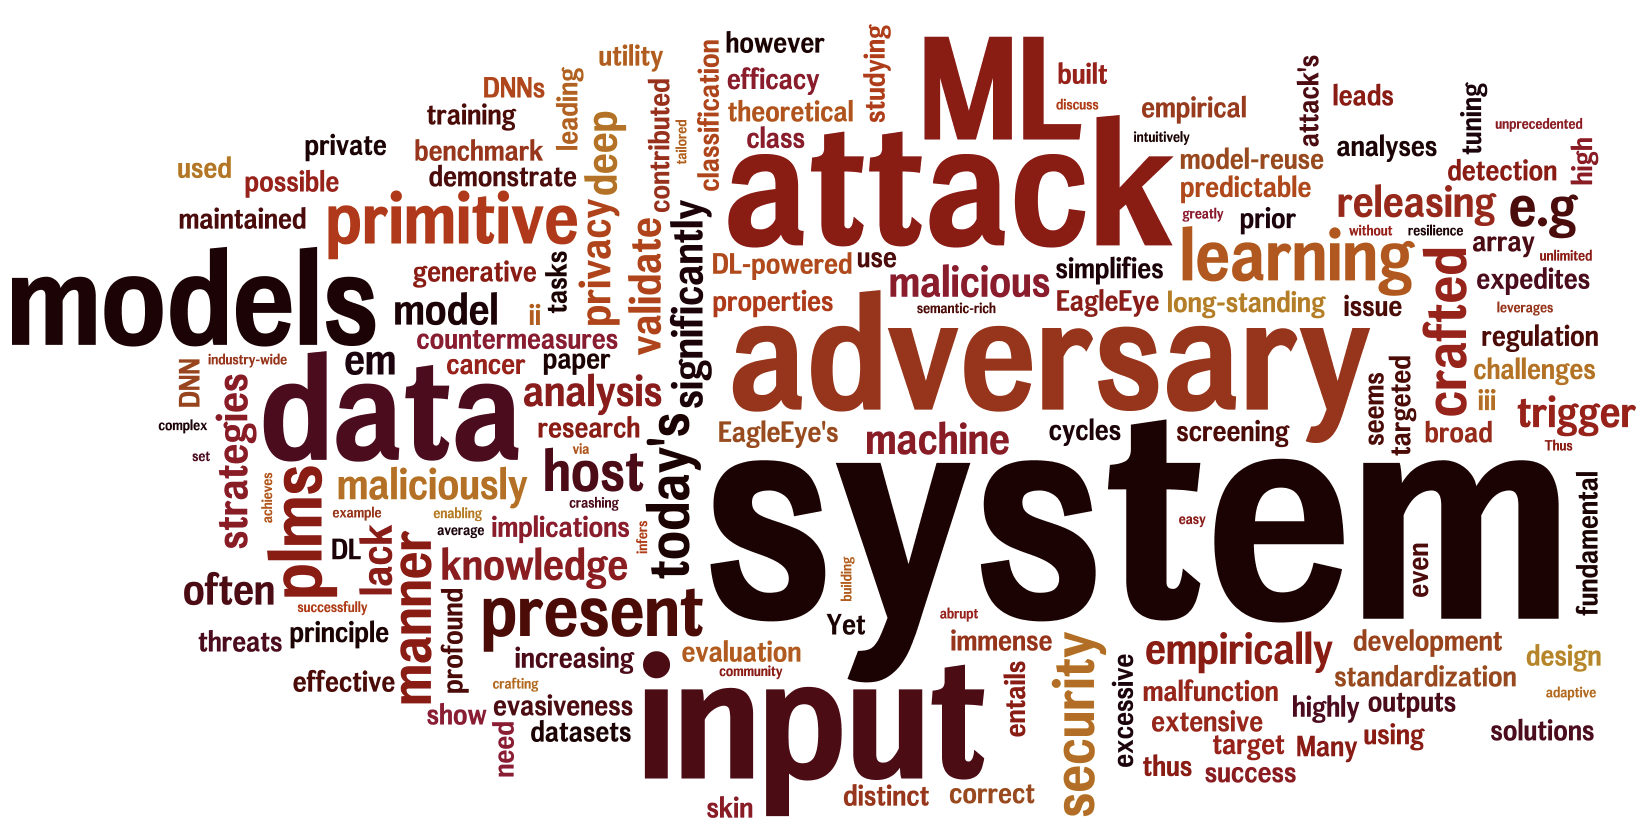 however
ML
utility
studying
efficacy
built
DNNs
leading
classification
theoretical
discuss
empirical
attack's
leads
tuning
training
contributed
tailored
class
attack
intuitively
analyses
unprecedented
private
benchmark
deep
model-reuse
detection
high
used
possible
demonstrate
predictable
maintained
primitive
privacy
validate
significantly
greatly
prior
releasing
e.g
without
resilience
array
models
generative
tasks
DL-powered
use
malicious
simplifies
learning
crafted
unlimited
expedites
model
ii
properties
semantic-rich
EagleEye
long-standing
issue
leverages
countermeasures
adversary
regulation
DNN
industry-wide
em
cancer
paper
challenges
strategies
data
analysis
seems
targeted
iii
trigger
complex
research
today's
EagleEye's
machine
cycles
screening
broad
Thus
set
via
host
system
achieves
plms
maliciously
crashing
fundamental
example
enabling
average
implications
infers
easy
DL
lack
manner
knowledge
building
even
often
successfully
profound
present
Yet
abrupt
threats
principle
immense
security
empirically
development
increasing
evaluation
community
input
entails
excessive
design
effective
crafting
standardization
malfunction
adaptive
show
evasiveness
highly
outputs
need
datasets
extensive
solutions
target
Many
using
thus
success
skin
distinct
correct